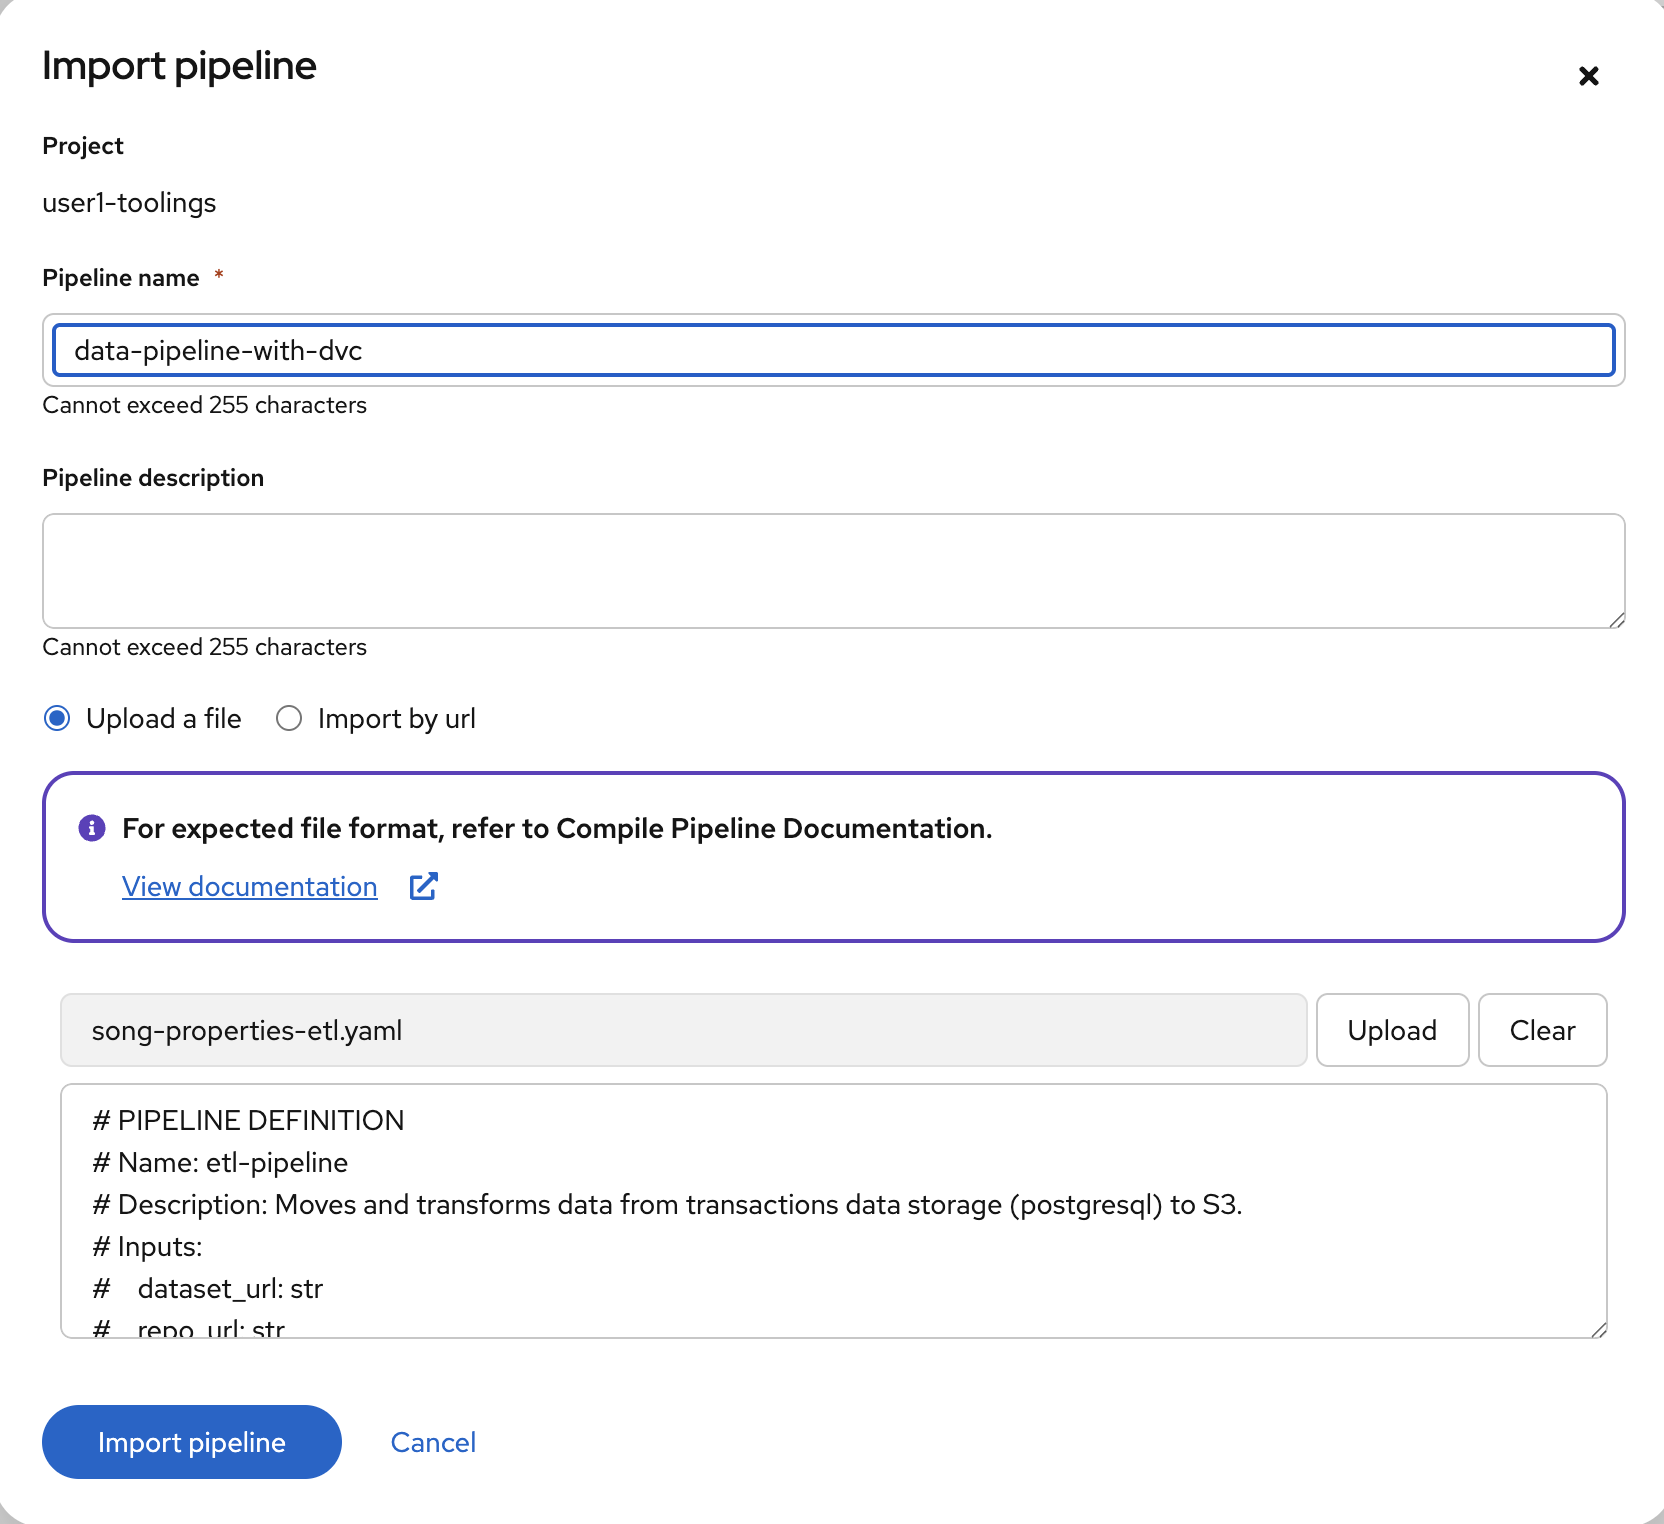 Import pipeline
Project
user1-toolings
Pipeline name *
data-pipeline-with-dvc
Cannot exceed 255 characters
Pipeline description
Cannot exceed 255 characters
Upload a file Import by url
For expected file format, refer to Compile Pipeline Documentation.
View documentation
song-properties-etl.yaml Upload Clear
# PIPELINE DEFINITION
# Name: etl-pipeline
# Description: Moves and transforms data from transactions data storage (postgresql) to S3.
# Inputs:
#    dataset_url: str
#    repo_url: str
Import pipeline Cancel